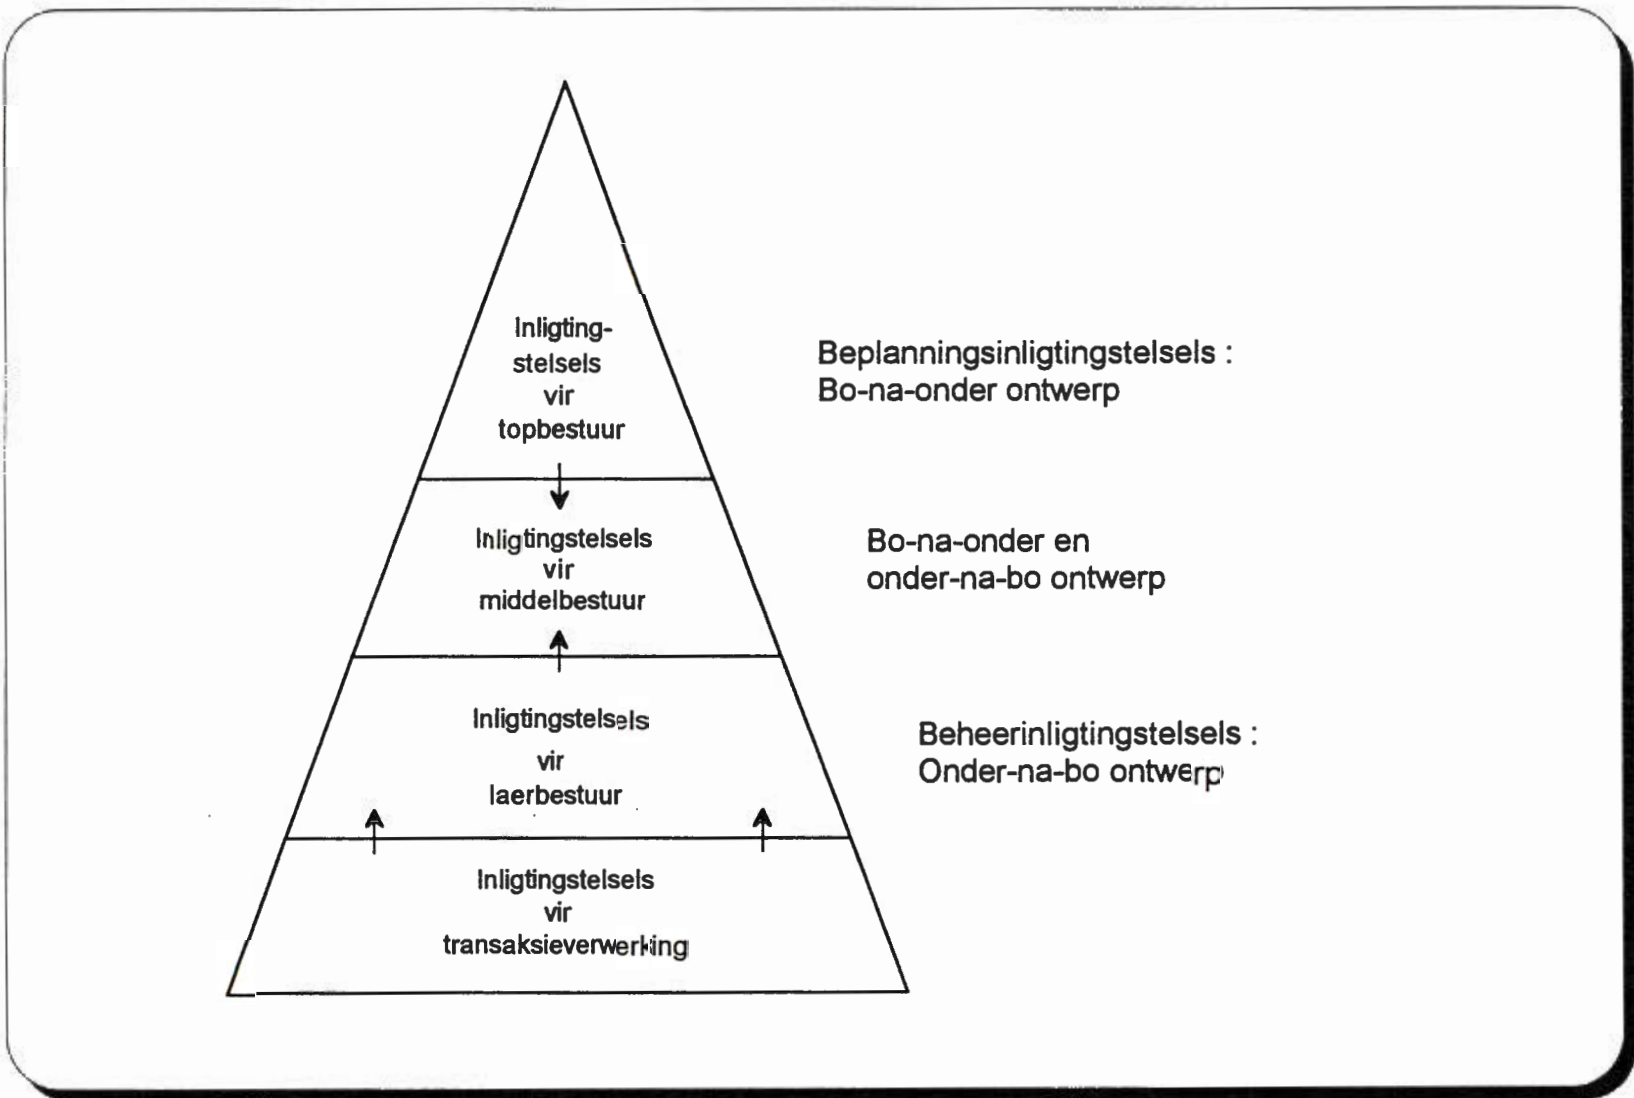 Inligting-
stelsels
vir
topbestuur
Beplanningsinligtingstelsels :
Bo-na-onder ontwerp
Inligtingstelsels
vir
middelbestuur
Bo-na-onder en
onder-na-bo ontwerp
Inligtingstelsels
vir
laerbestuur
Beheerinligtingstelsels :
Onder-na-bo ontwerp
Inligtingstelsels
vir
transaksieverwerking